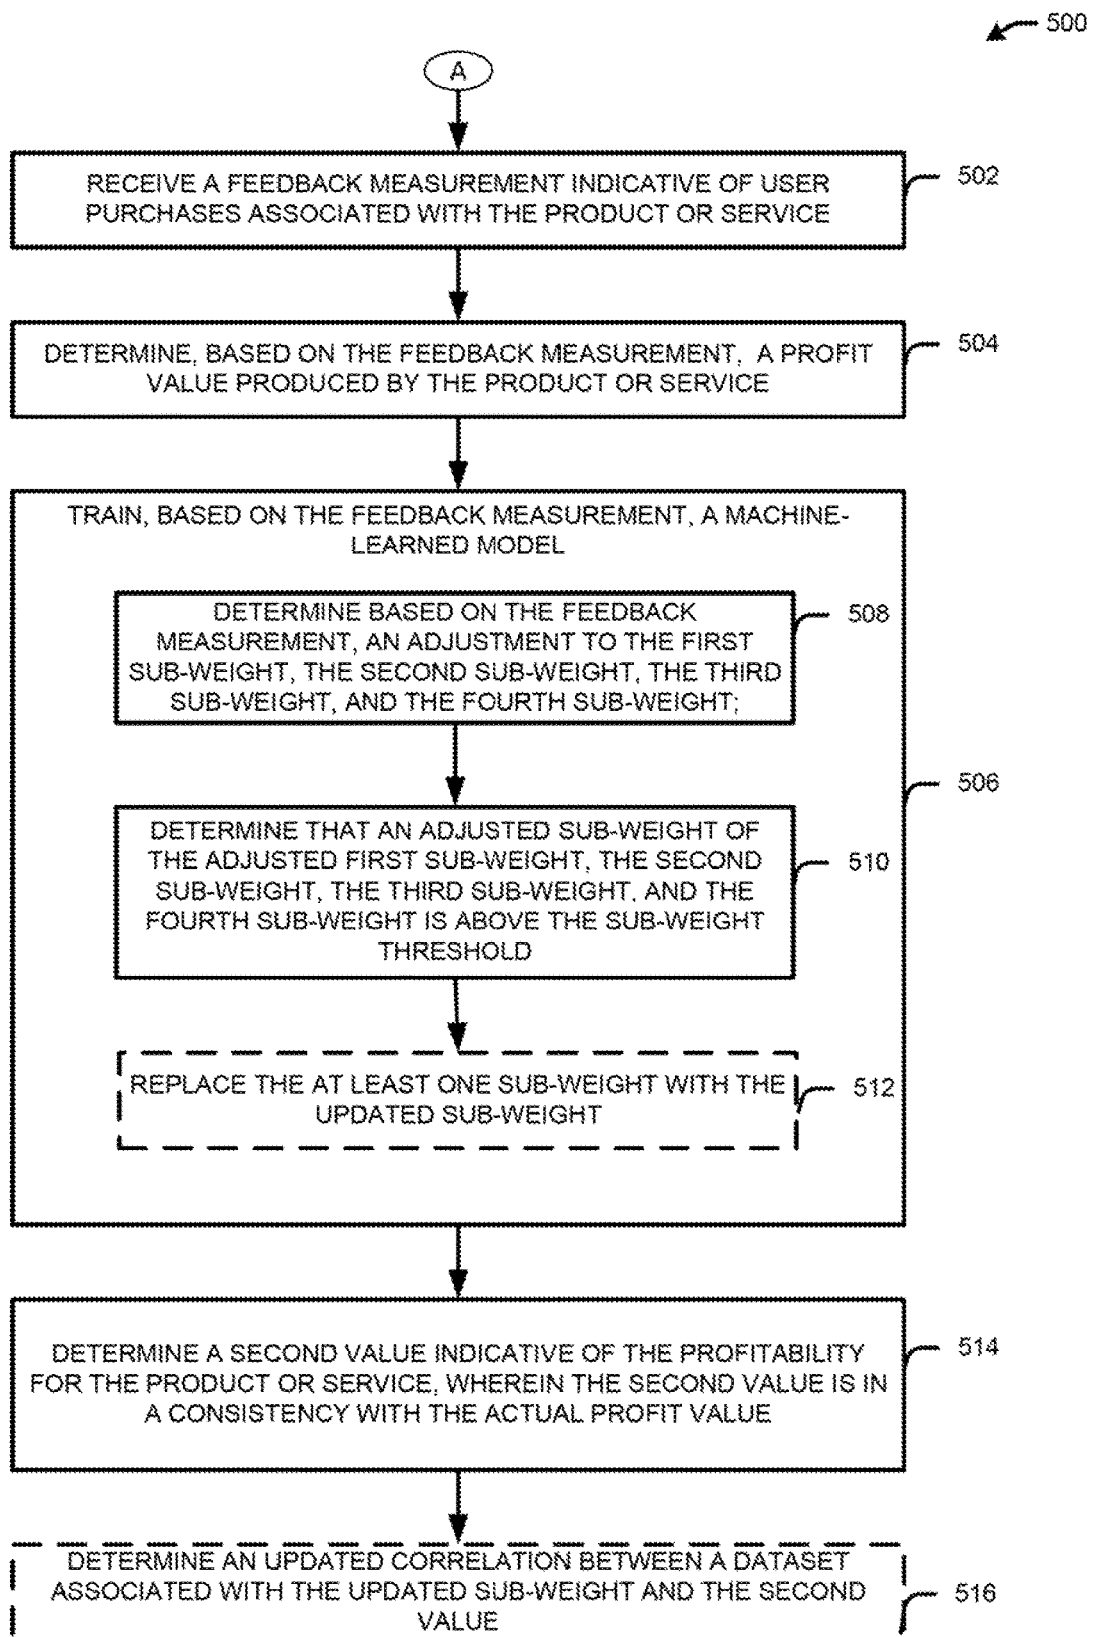 500
A
RECEIVE A FEEDBACK MEASUREMENT INDICATIVE OF USER
PURCHASES ASSOCIATED WITH THE PRODUCT OR SERVICE
502
DETERMINE, BASED ON THE FEEDBACK MEASUREMENT, A PROFIT
VALUE PRODUCED BY THE PRODUCT OR SERVICE
504
TRAIN, BASED ON THE FEEDBACK MEASUREMENT, A MACHINE-
LEARNED MODEL
506
DETERMINE BASED ON THE FEEDBACK
MEASUREMENT, AN ADJUSTMENT TO THE FIRST
SUB-WEIGHT, THE SECOND SUB-WEIGHT, THE THIRD
SUB-WEIGHT, AND THE FOURTH SUB-WEIGHT;
508
DETERMINE THAT AN ADJUSTED SUB-WEIGHT OF
THE ADJUSTED FIRST SUB-WEIGHT, THE SECOND
SUB-WEIGHT, THE THIRD SUB-WEIGHT, AND THE
FOURTH SUB-WEIGHT IS ABOVE THE SUB-WEIGHT
THRESHOLD
510
REPLACE THE AT LEAST ONE SUB-WEIGHT WITH THE
UPDATED SUB-WEIGHT
512
DETERMINE A SECOND VALUE INDICATIVE OF THE PROFITABILITY
FOR THE PRODUCT OR SERVICE, WHEREIN THE SECOND VALUE IS IN
A CONSISTENCY WITH THE ACTUAL PROFIT VALUE
514
DETERMINE AN UPDATED CORRELATION BETWEEN A DATASET
ASSOCIATED WITH THE UPDATED SUB-WEIGHT AND THE SECOND
VALUE
516